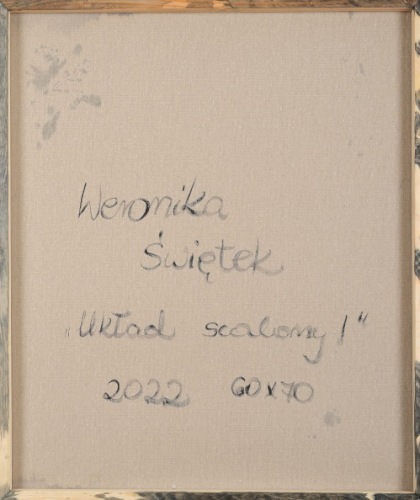 Weronika
Świętek
„Układ scalony I"
2022 60x70